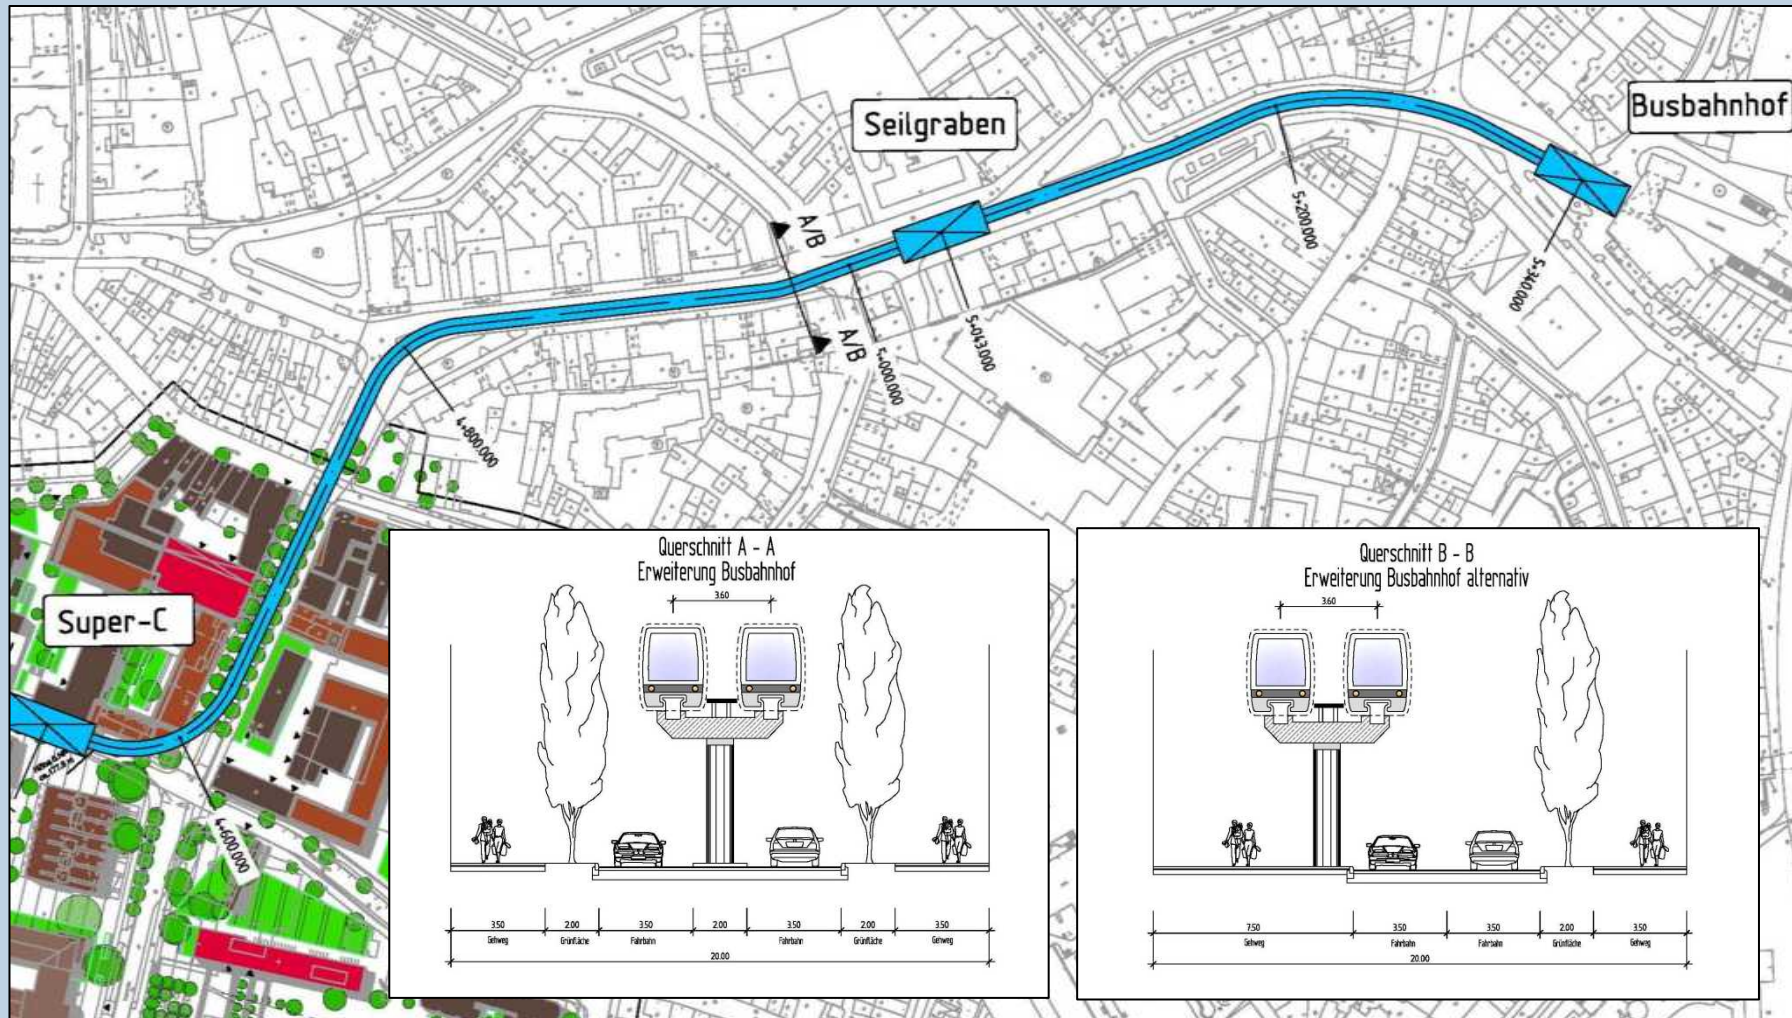 Seilgraben
Busbahnhof
A/B
A/B
5+200.000
5+340.000
5+043.000
5+000.000
4+800.000
Super-C
4+600.000
Querschnitt A - A
Erweiterung Busbahnhof
3.60
3.50 2.00 3.50 2.00 3.50 2.00 3.50
Gehweg Grünfläche Fahrbahn Fahrbahn Grünfläche Gehweg
20.00
Querschnitt B - B
Erweiterung Busbahnhof alternativ
3.60
7.50 3.50 3.50 2.00 3.50
Gehweg Fahrbahn Fahrbahn Grünfläche Gehweg
20.00